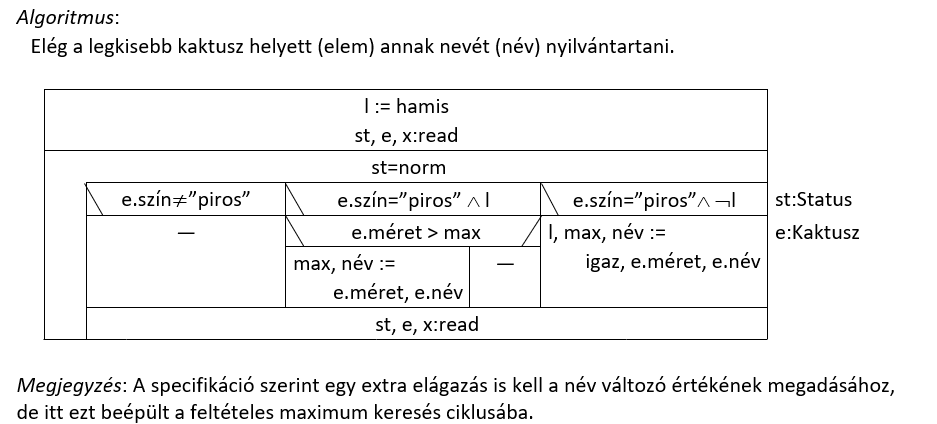 Algoritmus:
Elég a legkisebb kaktusz helyett (elem) annak nevét (név) nyilvántartani.
l := hamis
st, e, x:read
st=norm
e.szín≠”piros”
e.szín=”piros” ∧ l
e.szín=”piros”∧ ¬l
st:Status
—
e.méret > max
l, max, név :=
e:Kaktusz
igaz, e.méret, e.név
max, név :=
—
e.méret, e.név
st, e, x:read
Megjegyzés: A specifikáció szerint egy extra elágazás is kell a név változó értékének megadásához,
de itt ezt beépült a feltételes maximum keresés ciklusába.